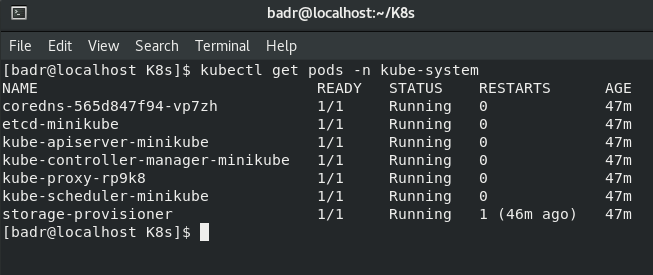 badr@localhost:~/K8s
File Edit View Search Terminal Help
[badr@localhost K8s]$ kubectl get pods -n kube-system
NAME READY STATUS RESTARTS AGE
coredns-565d847f94-vp7zh 1/1 Running 0 47m
etcd-minikube 1/1 Running 0 47m
kube-apiserver-minikube 1/1 Running 0 47m
kube-controller-manager-minikube 1/1 Running 0 47m
kube-proxy-rp9k8 1/1 Running 0 47m
kube-scheduler-minikube 1/1 Running 0 47m
storage-provisioner 1/1 Running 1 (46m ago) 47m
[badr@localhost K8s]$